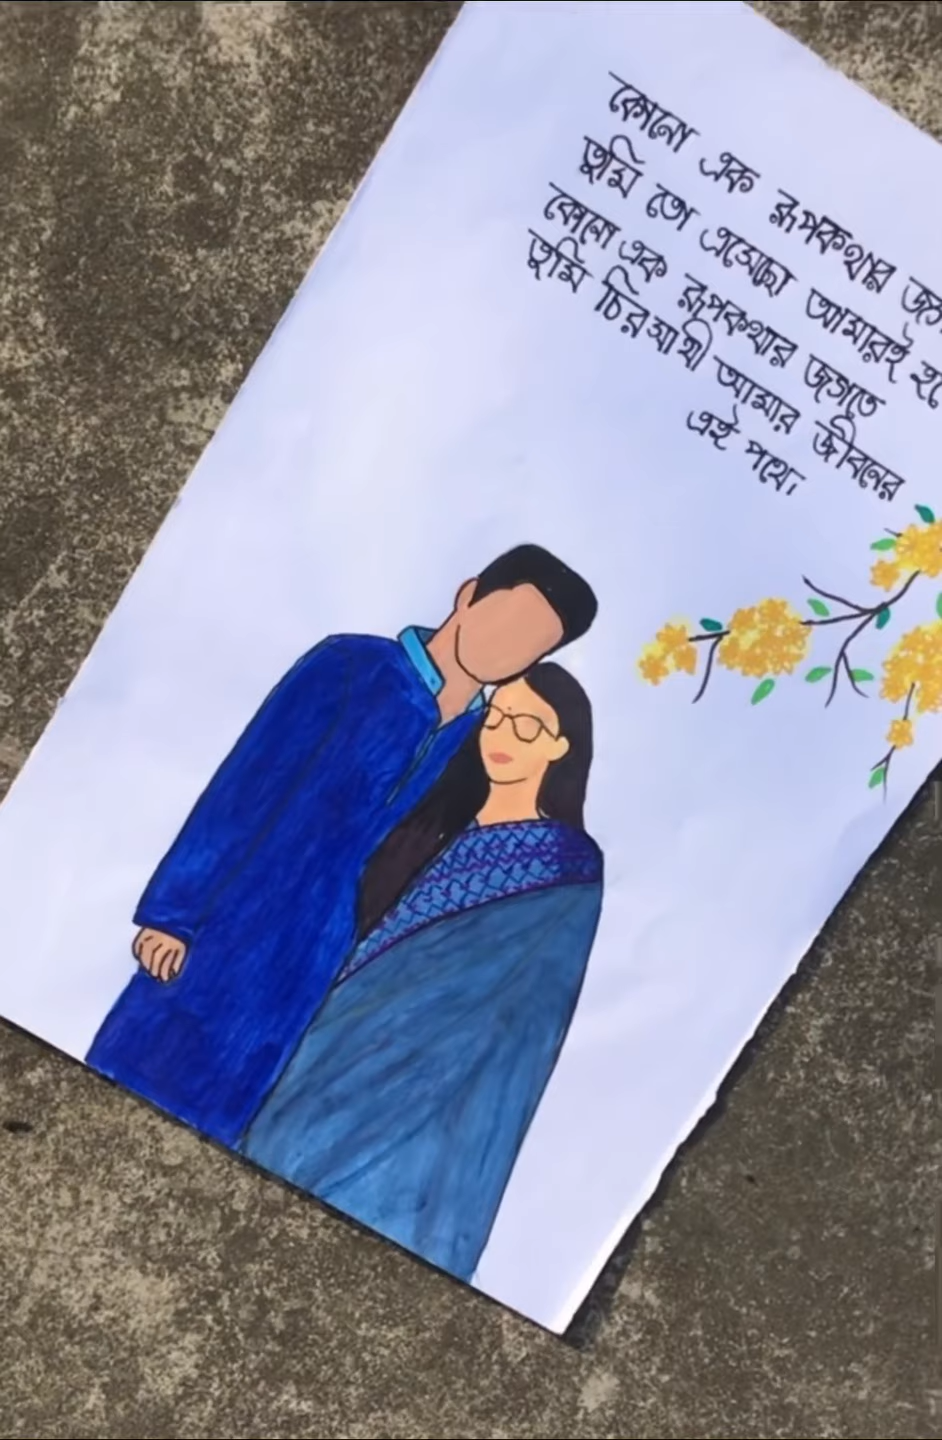 কোনো এক রূপকথার
তুমি তো এসেছো আমারই
কোনো এক রূপকথার জগতে
তুমি চিরসাথী আমার জীবনের
এই পথে।